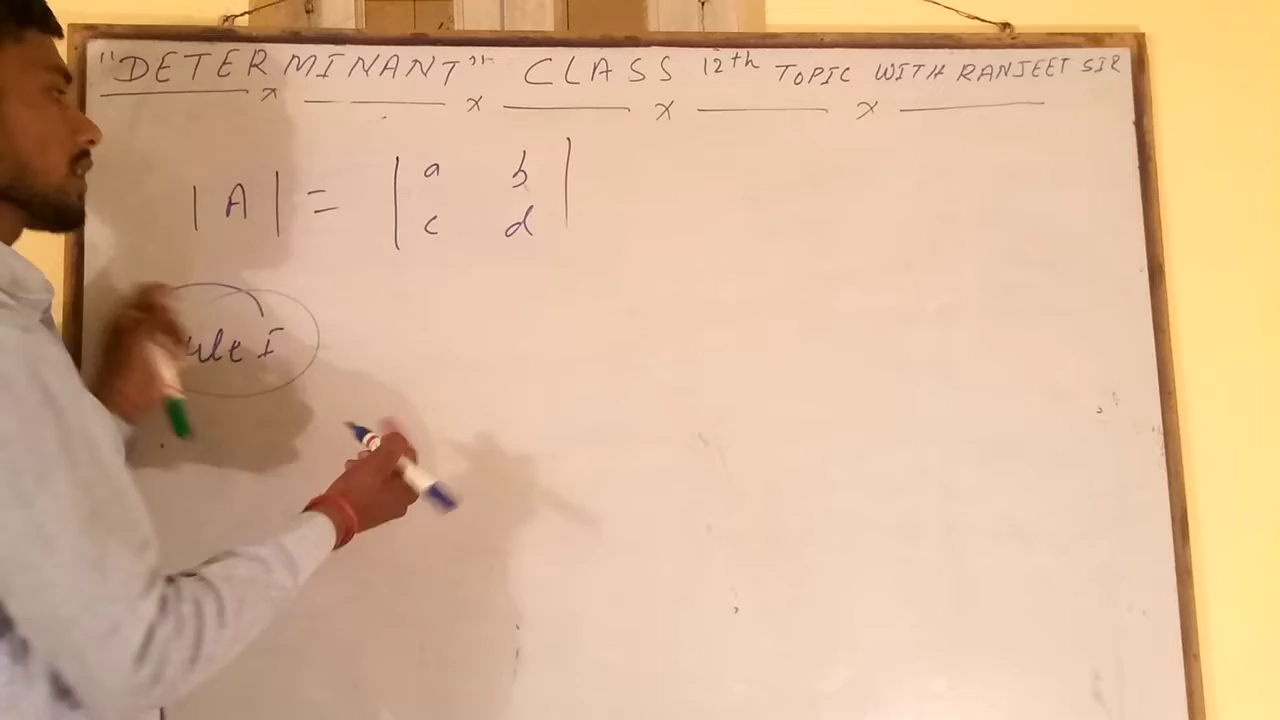 "DETERMINANT" CLASS 12th TOPIC WITH RANJEET SIR
|A| = | a b |
| c d |
ule I